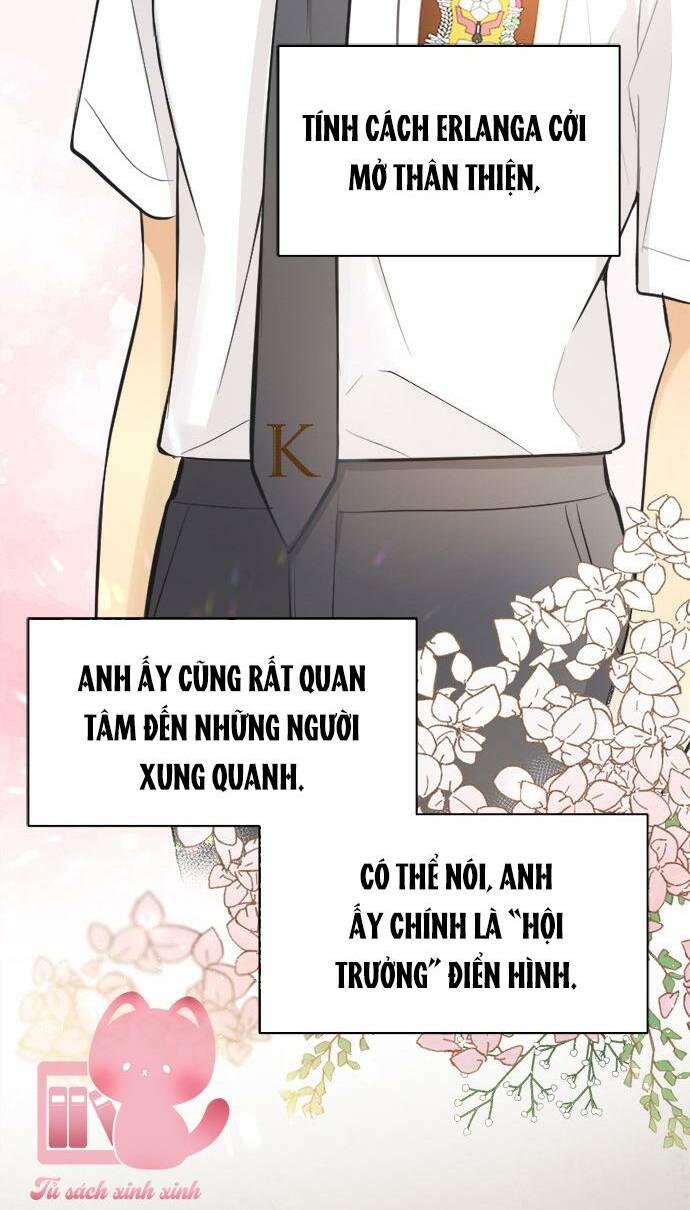 TÍNH CÁCH ERLANGA CỞI
MỞ THÂN THIỆN,
K
ANH ẤY CŨNG RẤT QUAN
TÂM ĐẾN NHỮNG NGƯỜI
XUNG QUANH.
CÓ THỂ NÓI, ANH
ẤY CHÍNH LÀ “HỘI
TRƯỞNG” ĐIỂN HÌNH.
Tủ sách xinh xinh